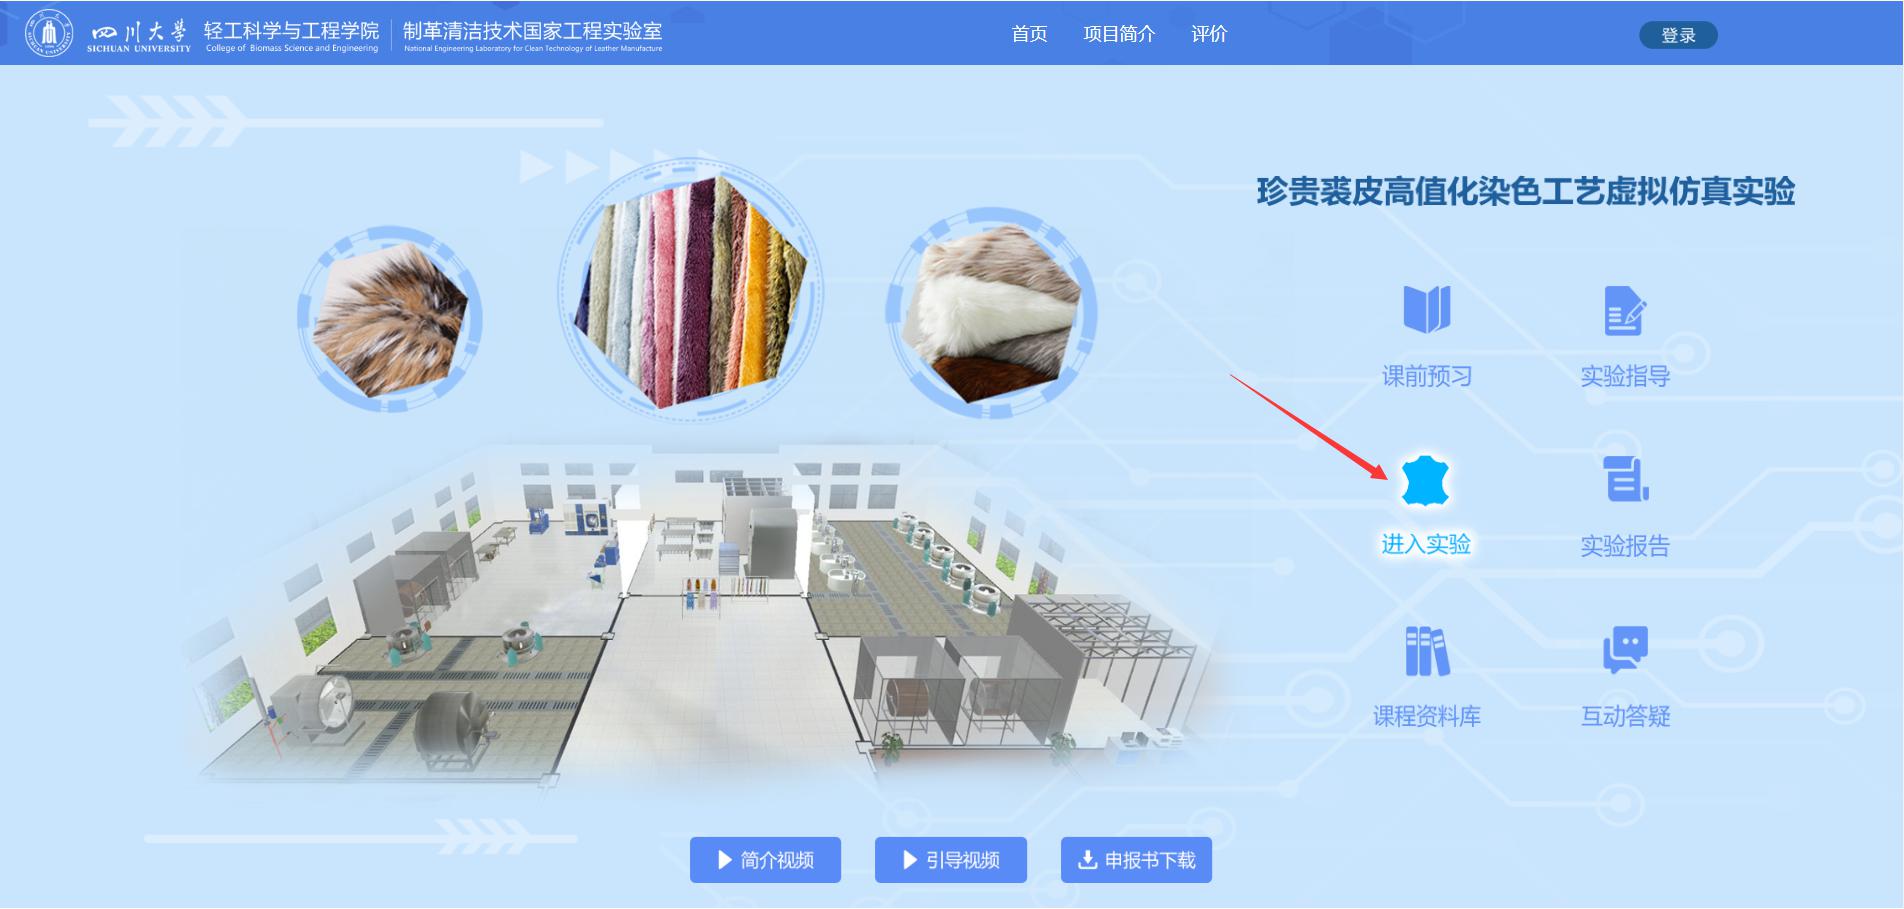 四川大学
SICHUAN UNIVERSITY
轻工科学与工程学院
College of Biomass Science and Engineering
制革清洁技术国家工程实验室
National Engineering Laboratory for Clean Technology of Leather Manufacture
首页 项目简介 评价
登录
珍贵裘皮高值化染色工艺虚拟仿真实验
课前预习 实验指导
进入实验 实验报告
课程资料库 互动答疑
简介视频 引导视频 申报书下载